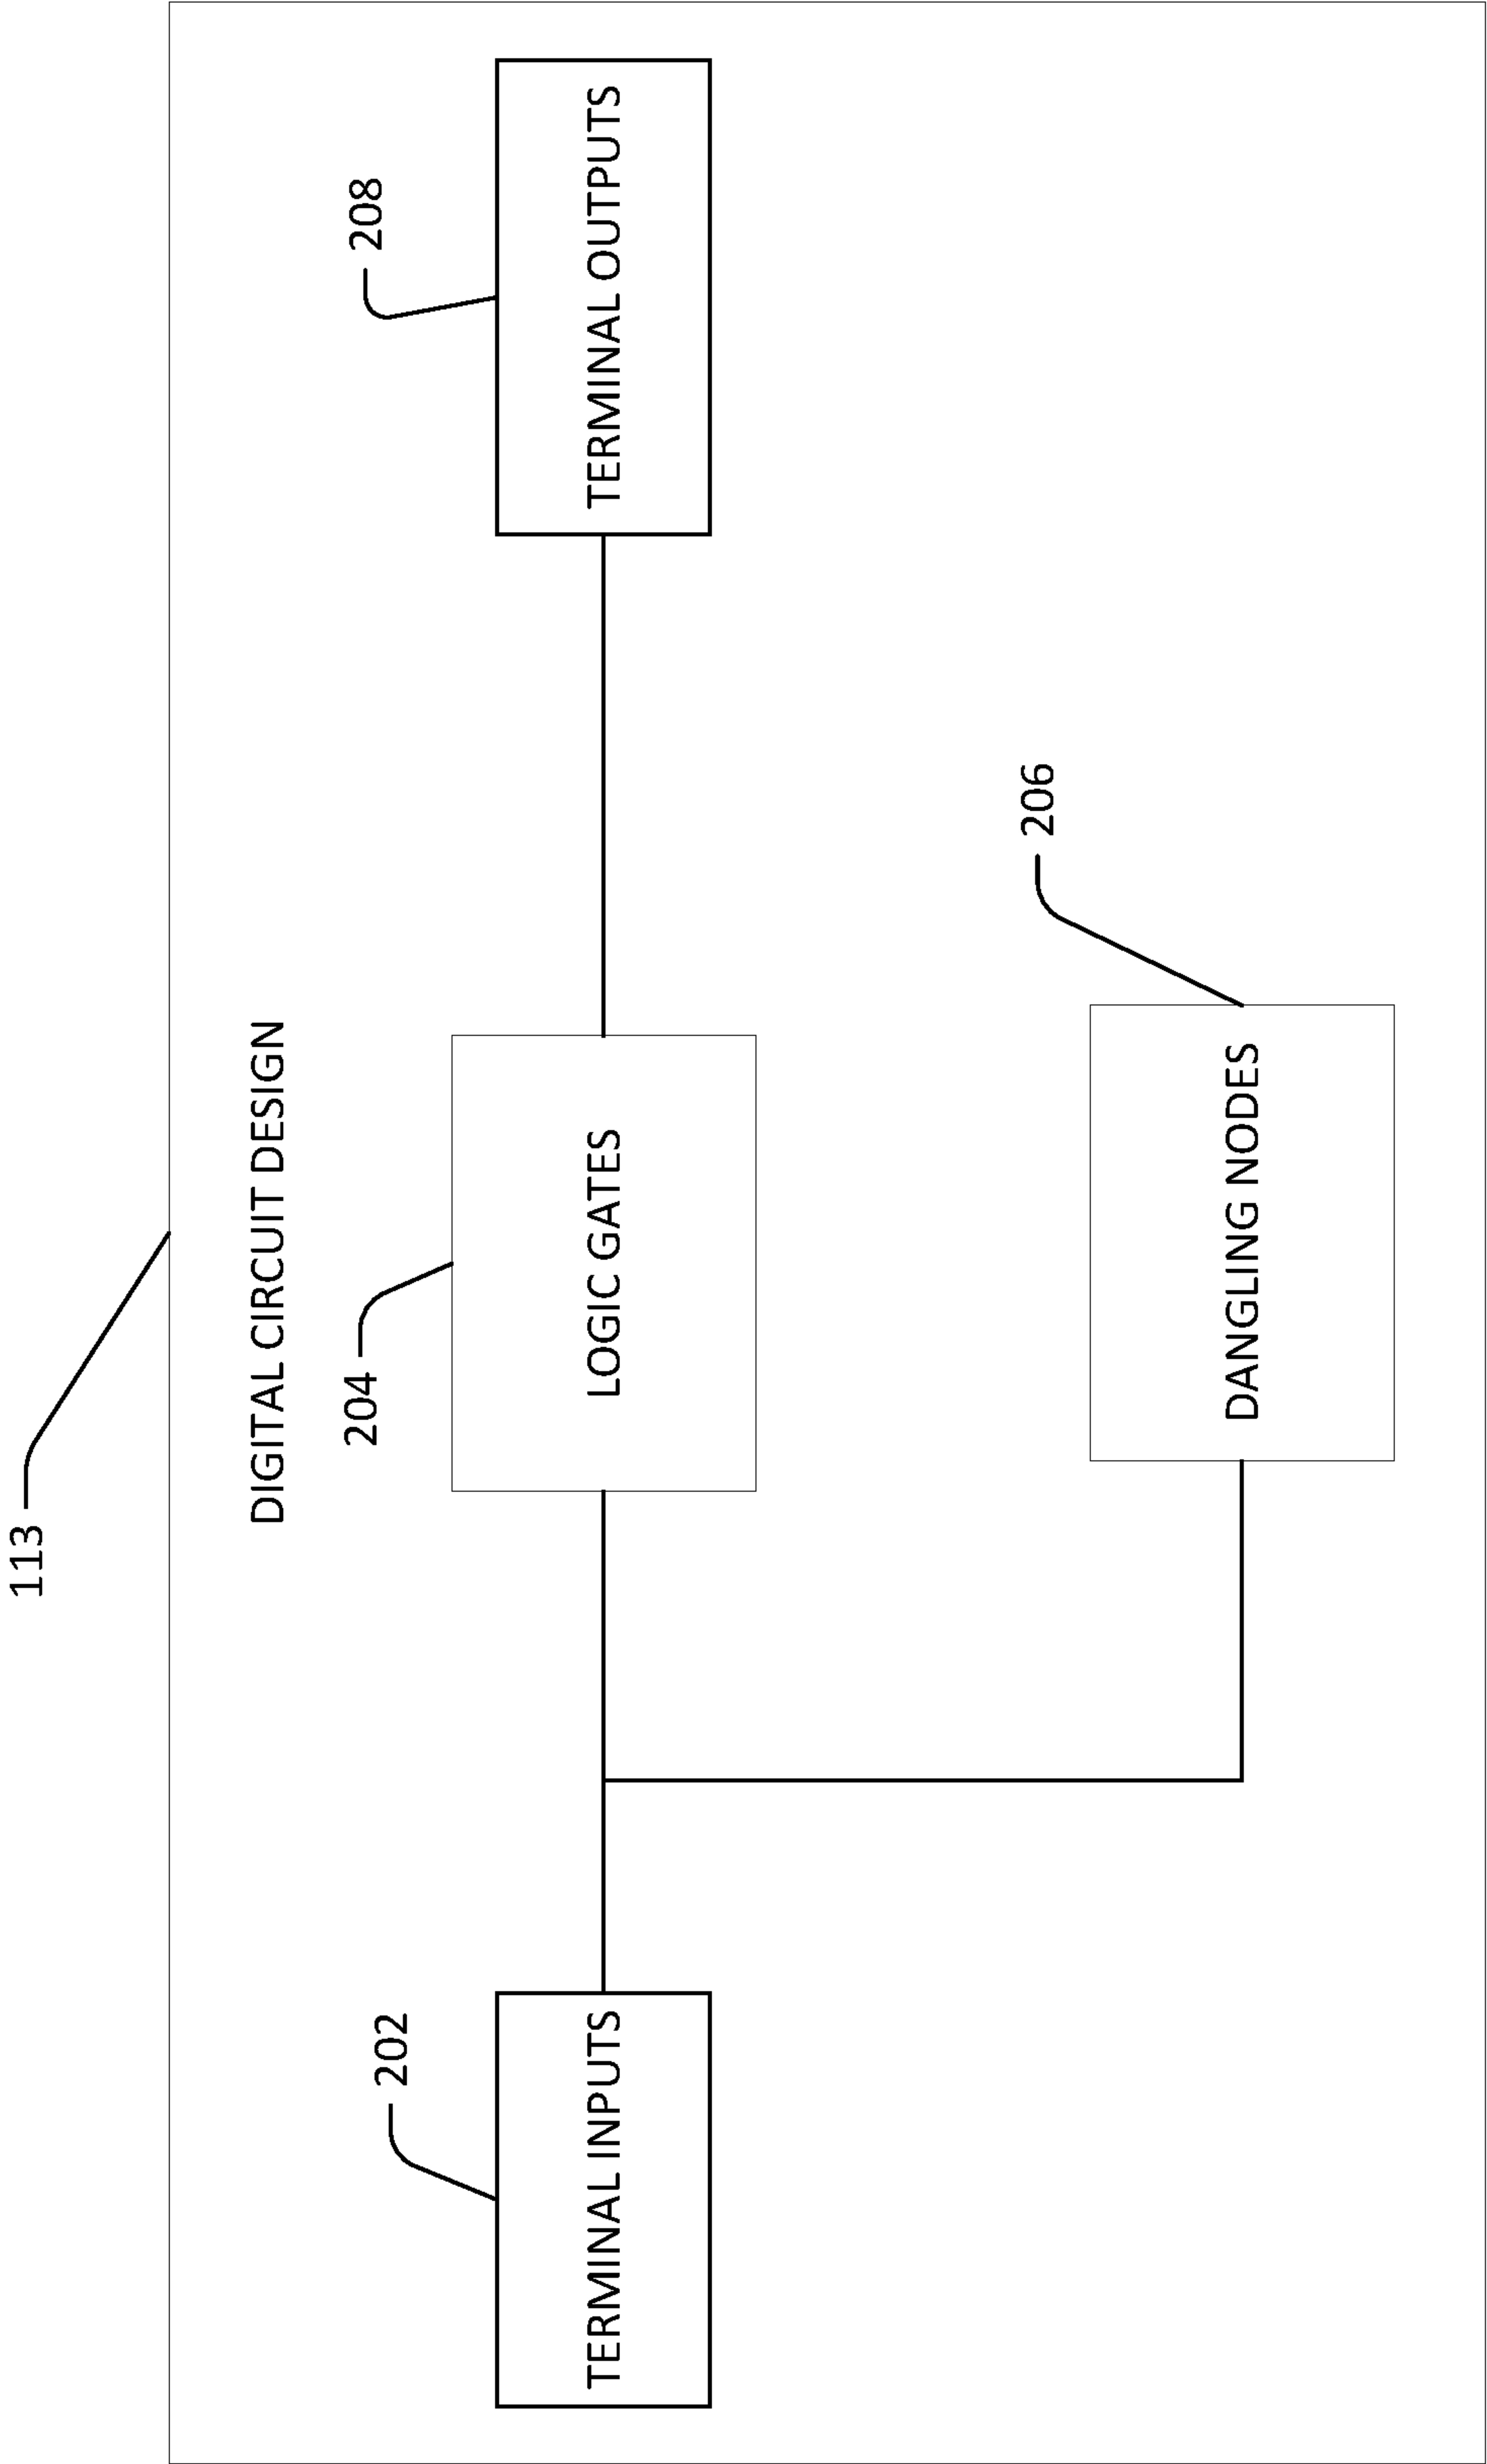 113
DIGITAL CIRCUIT DESIGN
202
204
208
TERMINAL INPUTS
LOGIC GATES
TERMINAL OUTPUTS
206
DANGLING NODES